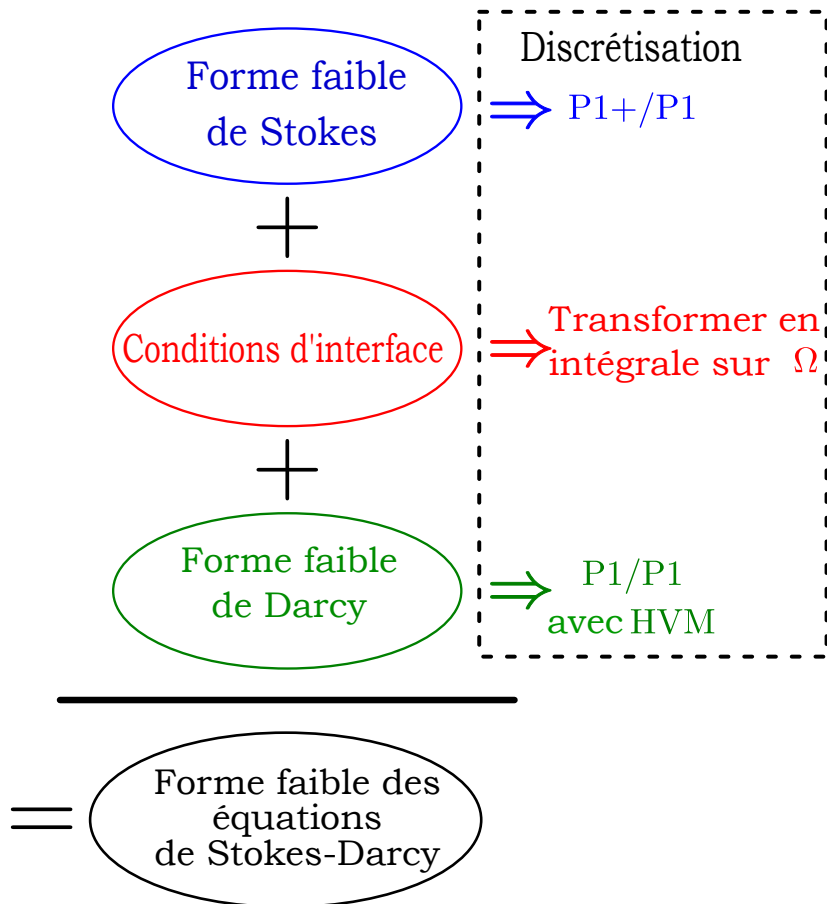 Discrétisation
Forme faible
de Stokes
⇒ P1+/P1
+
Conditions d'interface
⇒ Transformer en
intégrale sur Ω
+
Forme faible
de Darcy
⇒ P1/P1
avec HVM
=
Forme faible des
équations
de Stokes-Darcy